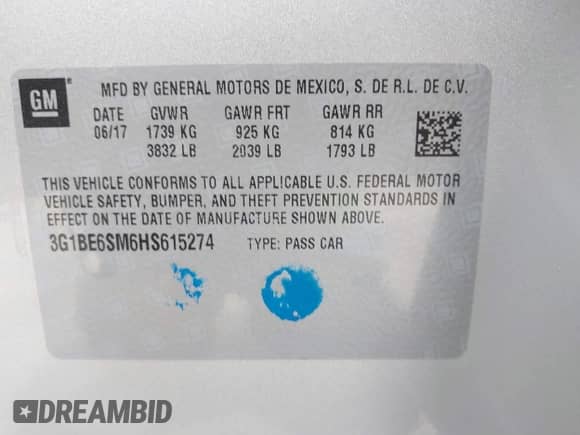 GM ®
MFD BY GENERAL MOTORS DE MEXICO, S. DE R.L. DE C.V.
DATE GVWR GAWR FRT GAWR RR
06/17 1739 KG 925 KG 814 KG
3832 LB 2039 LB 1793 LB
THIS VEHICLE CONFORMS TO ALL APPLICABLE U.S. FEDERAL MOTOR
VEHICLE SAFETY, BUMPER, AND THEFT PREVENTION STANDARDS IN
EFFECT ON THE DATE OF MANUFACTURE SHOWN ABOVE.
3G1BE6SM6HS615274 TYPE: PASS CAR
DREAMBID